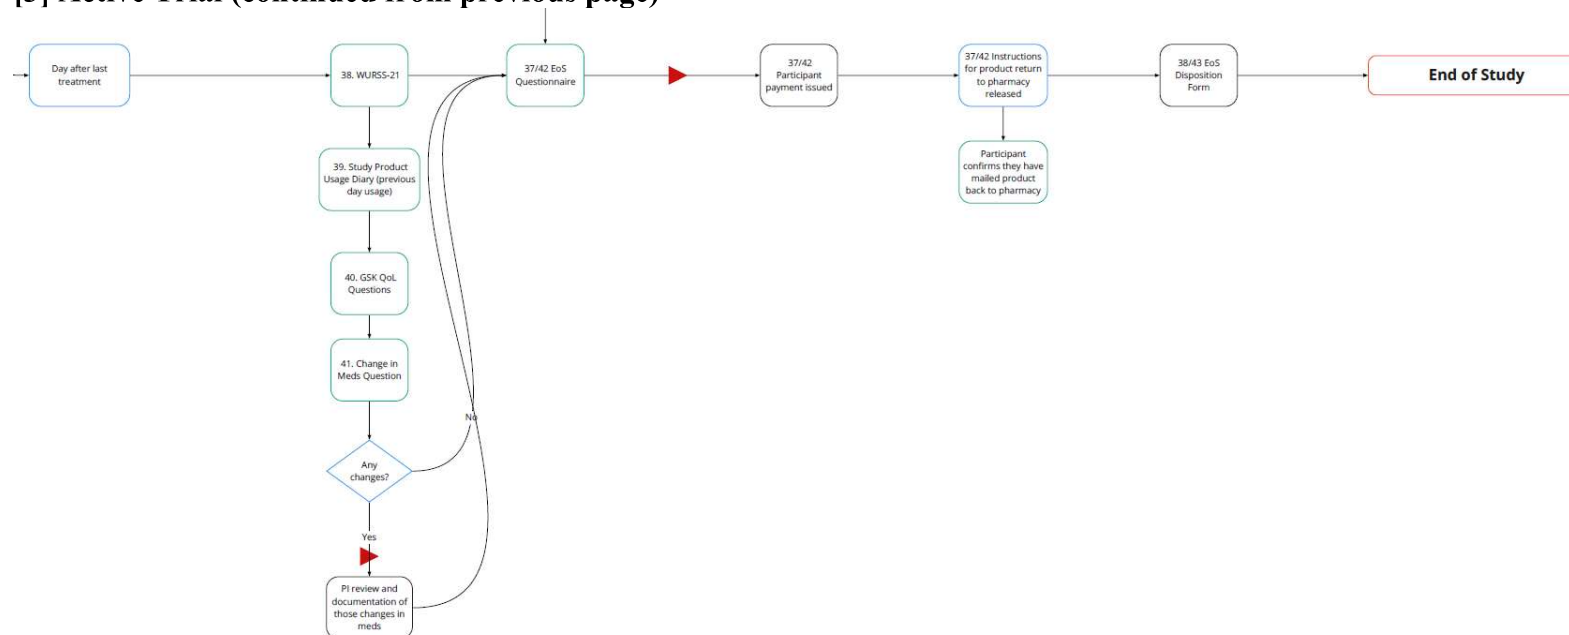 [3] Active Trial (continued from previous page)
Day after last
treatment
38. WURSS-21
37/42 EoS
Questionnaire
37/42
Participant
payment issued
37/42 Instructions
for product return
to pharmacy
released
38/43 EoS
Disposition
Form
End of Study
Participant
confirms they have
mailed product
back to pharmacy
39. Study Product
Usage Diary (previous
day usage)
40. GSK QoL
Questions
41. Change in
Meds Question
No
Any
changes?
Yes
PI review and
documentation of
those changes in
meds